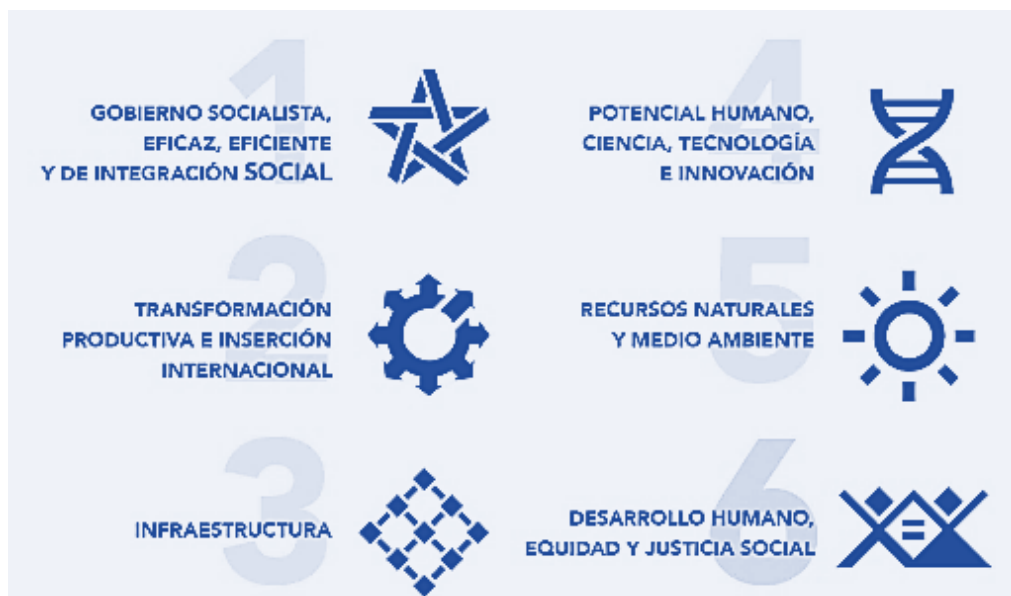 1
GOBIERNO SOCIALISTA,
EFICAZ, EFICIENTE
Y DE INTEGRACIÓN SOCIAL
2
TRANSFORMACIÓN
PRODUCTIVA E INSERCIÓN
INTERNACIONAL
3
INFRAESTRUCTURA
4
POTENCIAL HUMANO,
CIENCIA, TECNOLOGÍA
E INNOVACIÓN
5
RECURSOS NATURALES
Y MEDIO AMBIENTE
6
DESARROLLO HUMANO,
EQUIDAD Y JUSTICIA SOCIAL